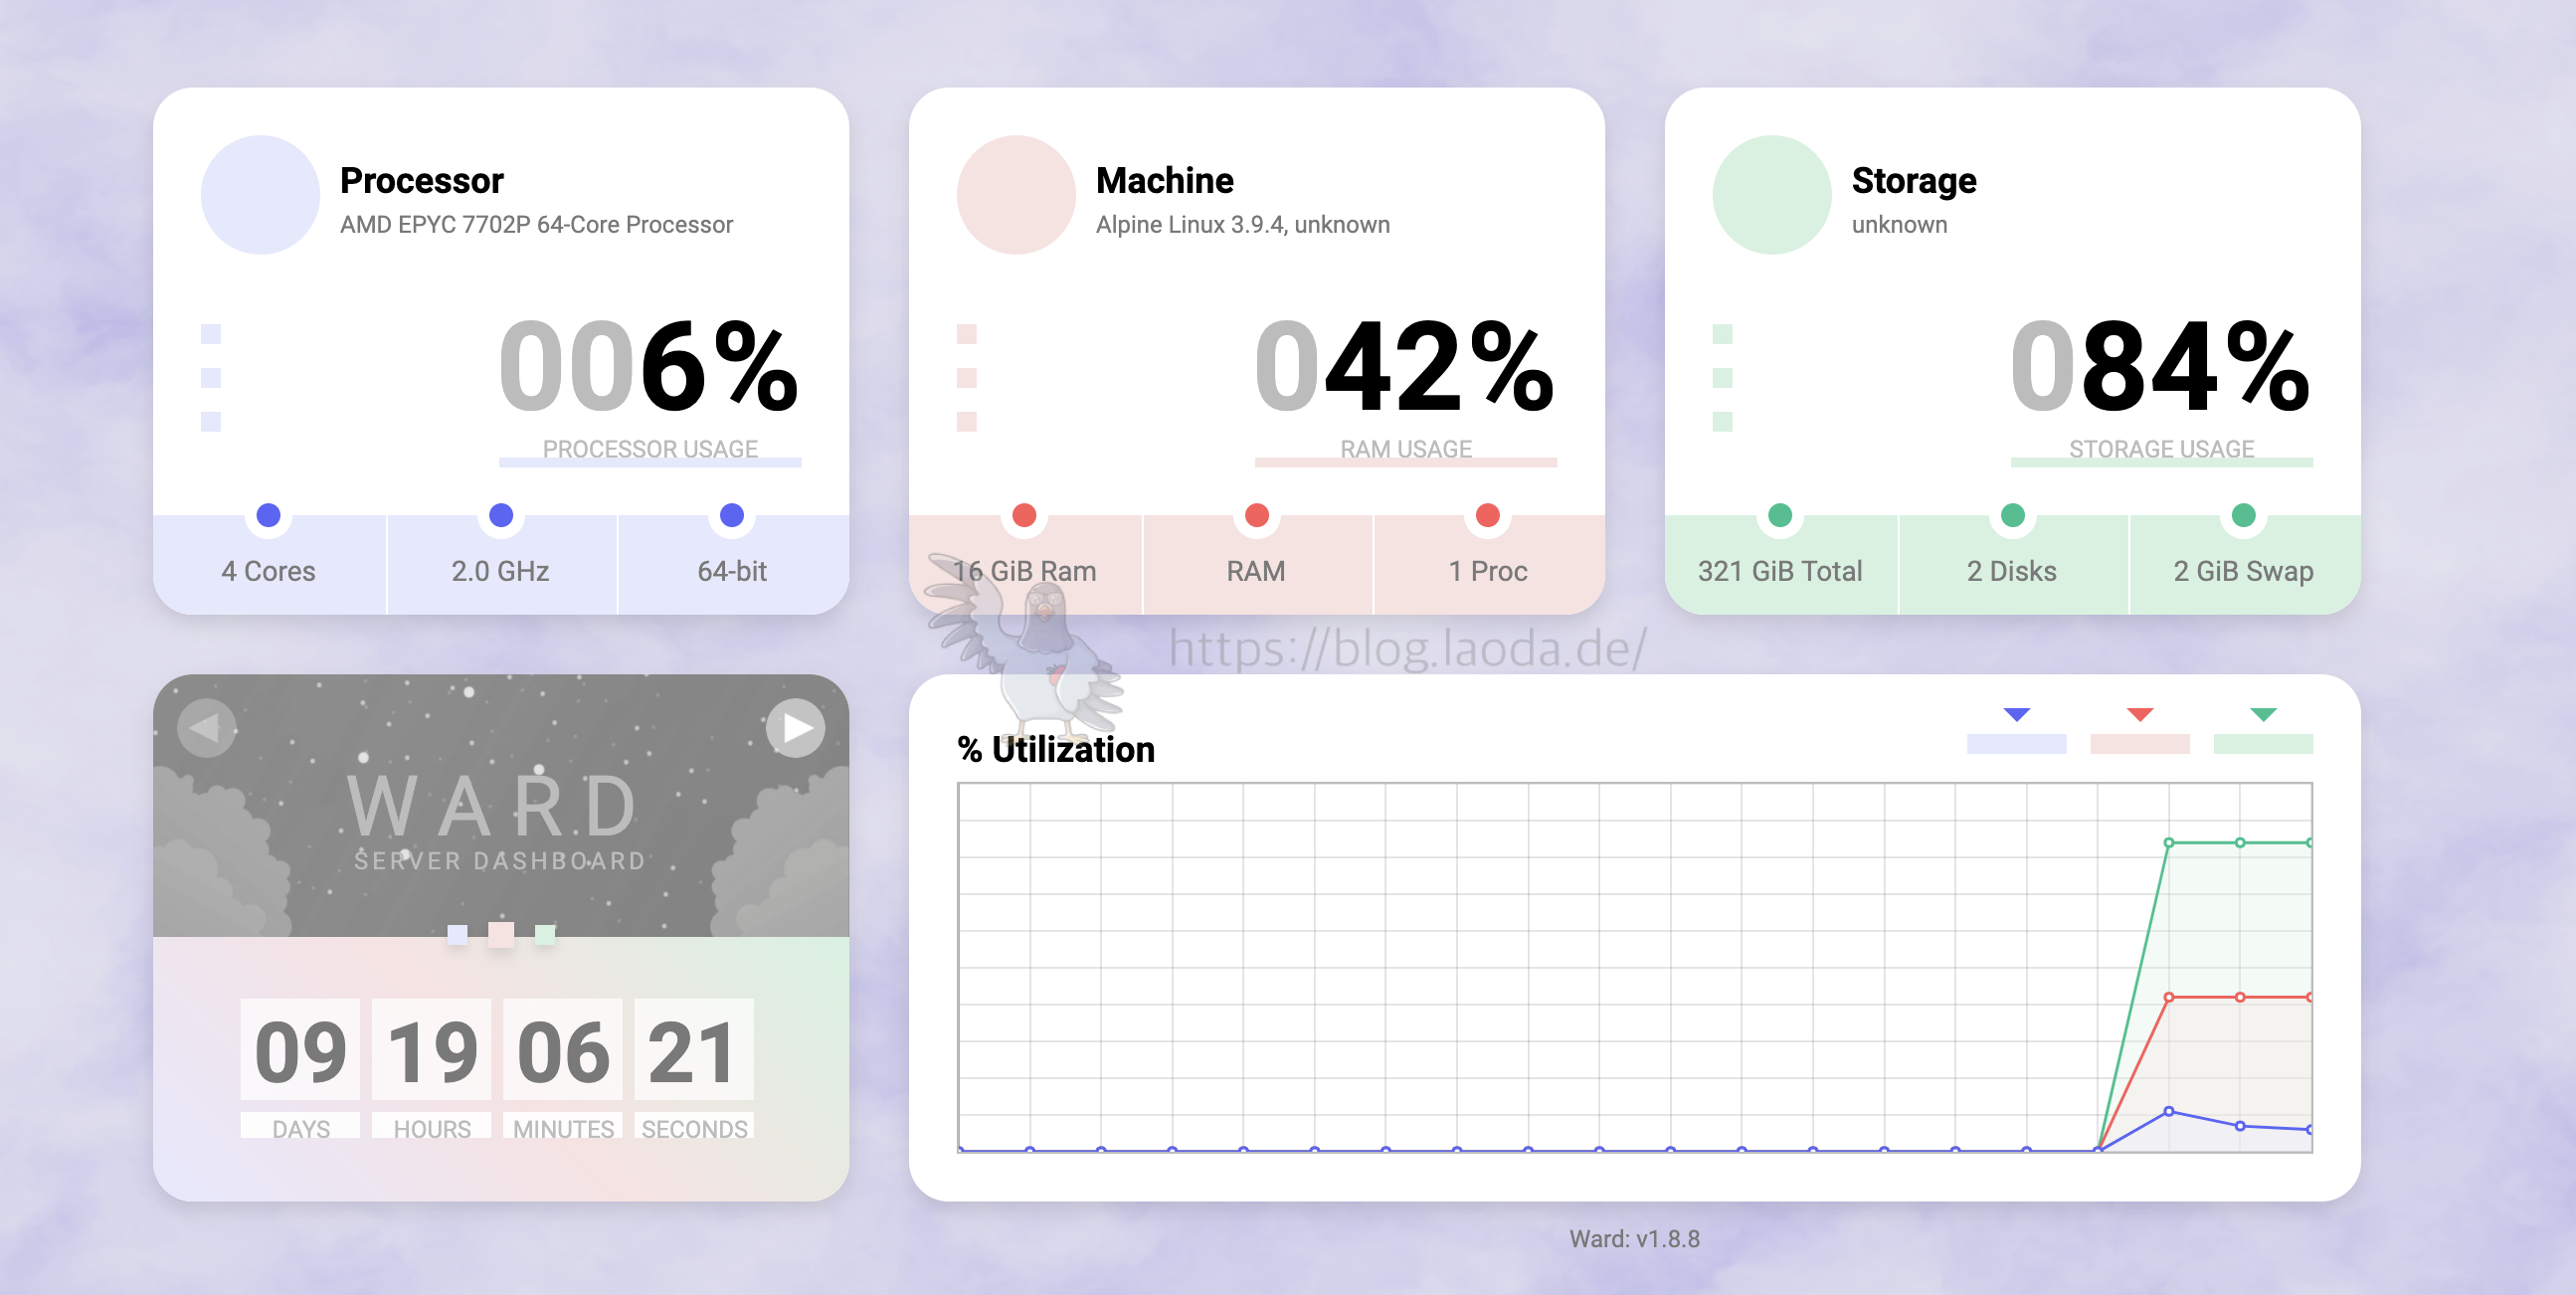 Processor
AMD EPYC 7702P 64-Core Processor
006%
PROCESSOR USAGE
4 Cores
2.0 GHz
64-bit
Machine
Alpine Linux 3.9.4, unknown
042%
RAM USAGE
16 GiB Ram
RAM
1 Proc
Storage
unknown
084%
STORAGE USAGE
321 GiB Total
2 Disks
2 GiB Swap
https://blog.laoda.de/
WARD
SERVER DASHBOARD
09 19 06 21
DAYS HOURS MINUTES SECONDS
% Utilization
Ward: v1.8.8